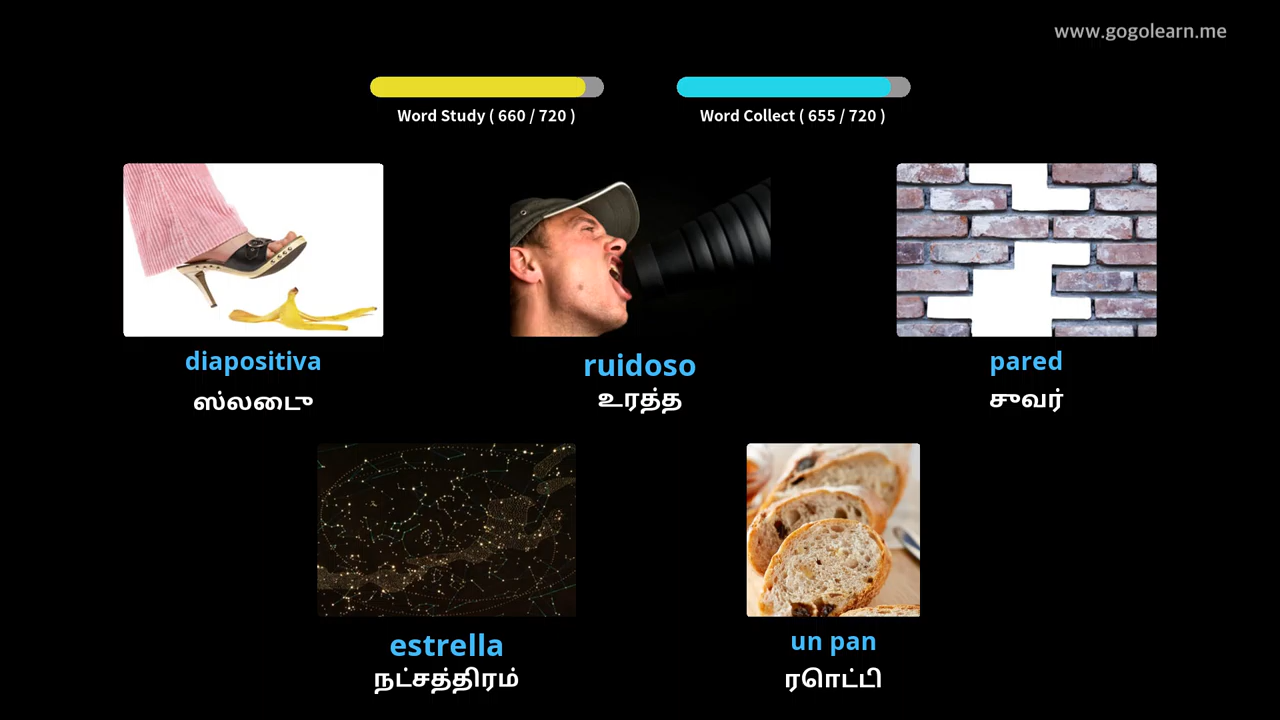 www.gogolearn.me
Word Study ( 660 / 720 )
Word Collect ( 655 / 720 )
diapositiva
ruidoso
pared
ஸ்லைடு
உரத்த
சுவர்
estrella
un pan
நட்சத்திரம்
ரொட்டி